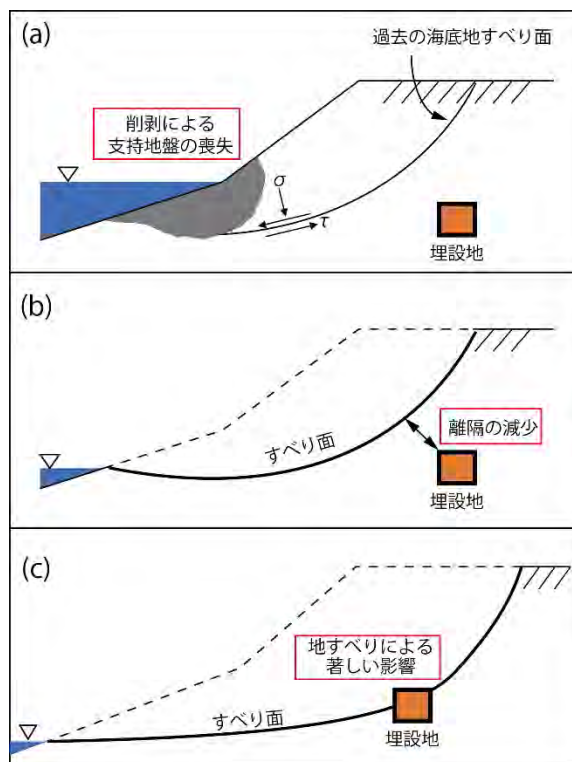 (a)
過去の海底地すべり面
削剥による
支持地盤の喪失
σ
τ
埋設地
(b)
すべり面
離隔の減少
埋設地
(c)
地すべりによる
著しい影響
すべり面
埋設地